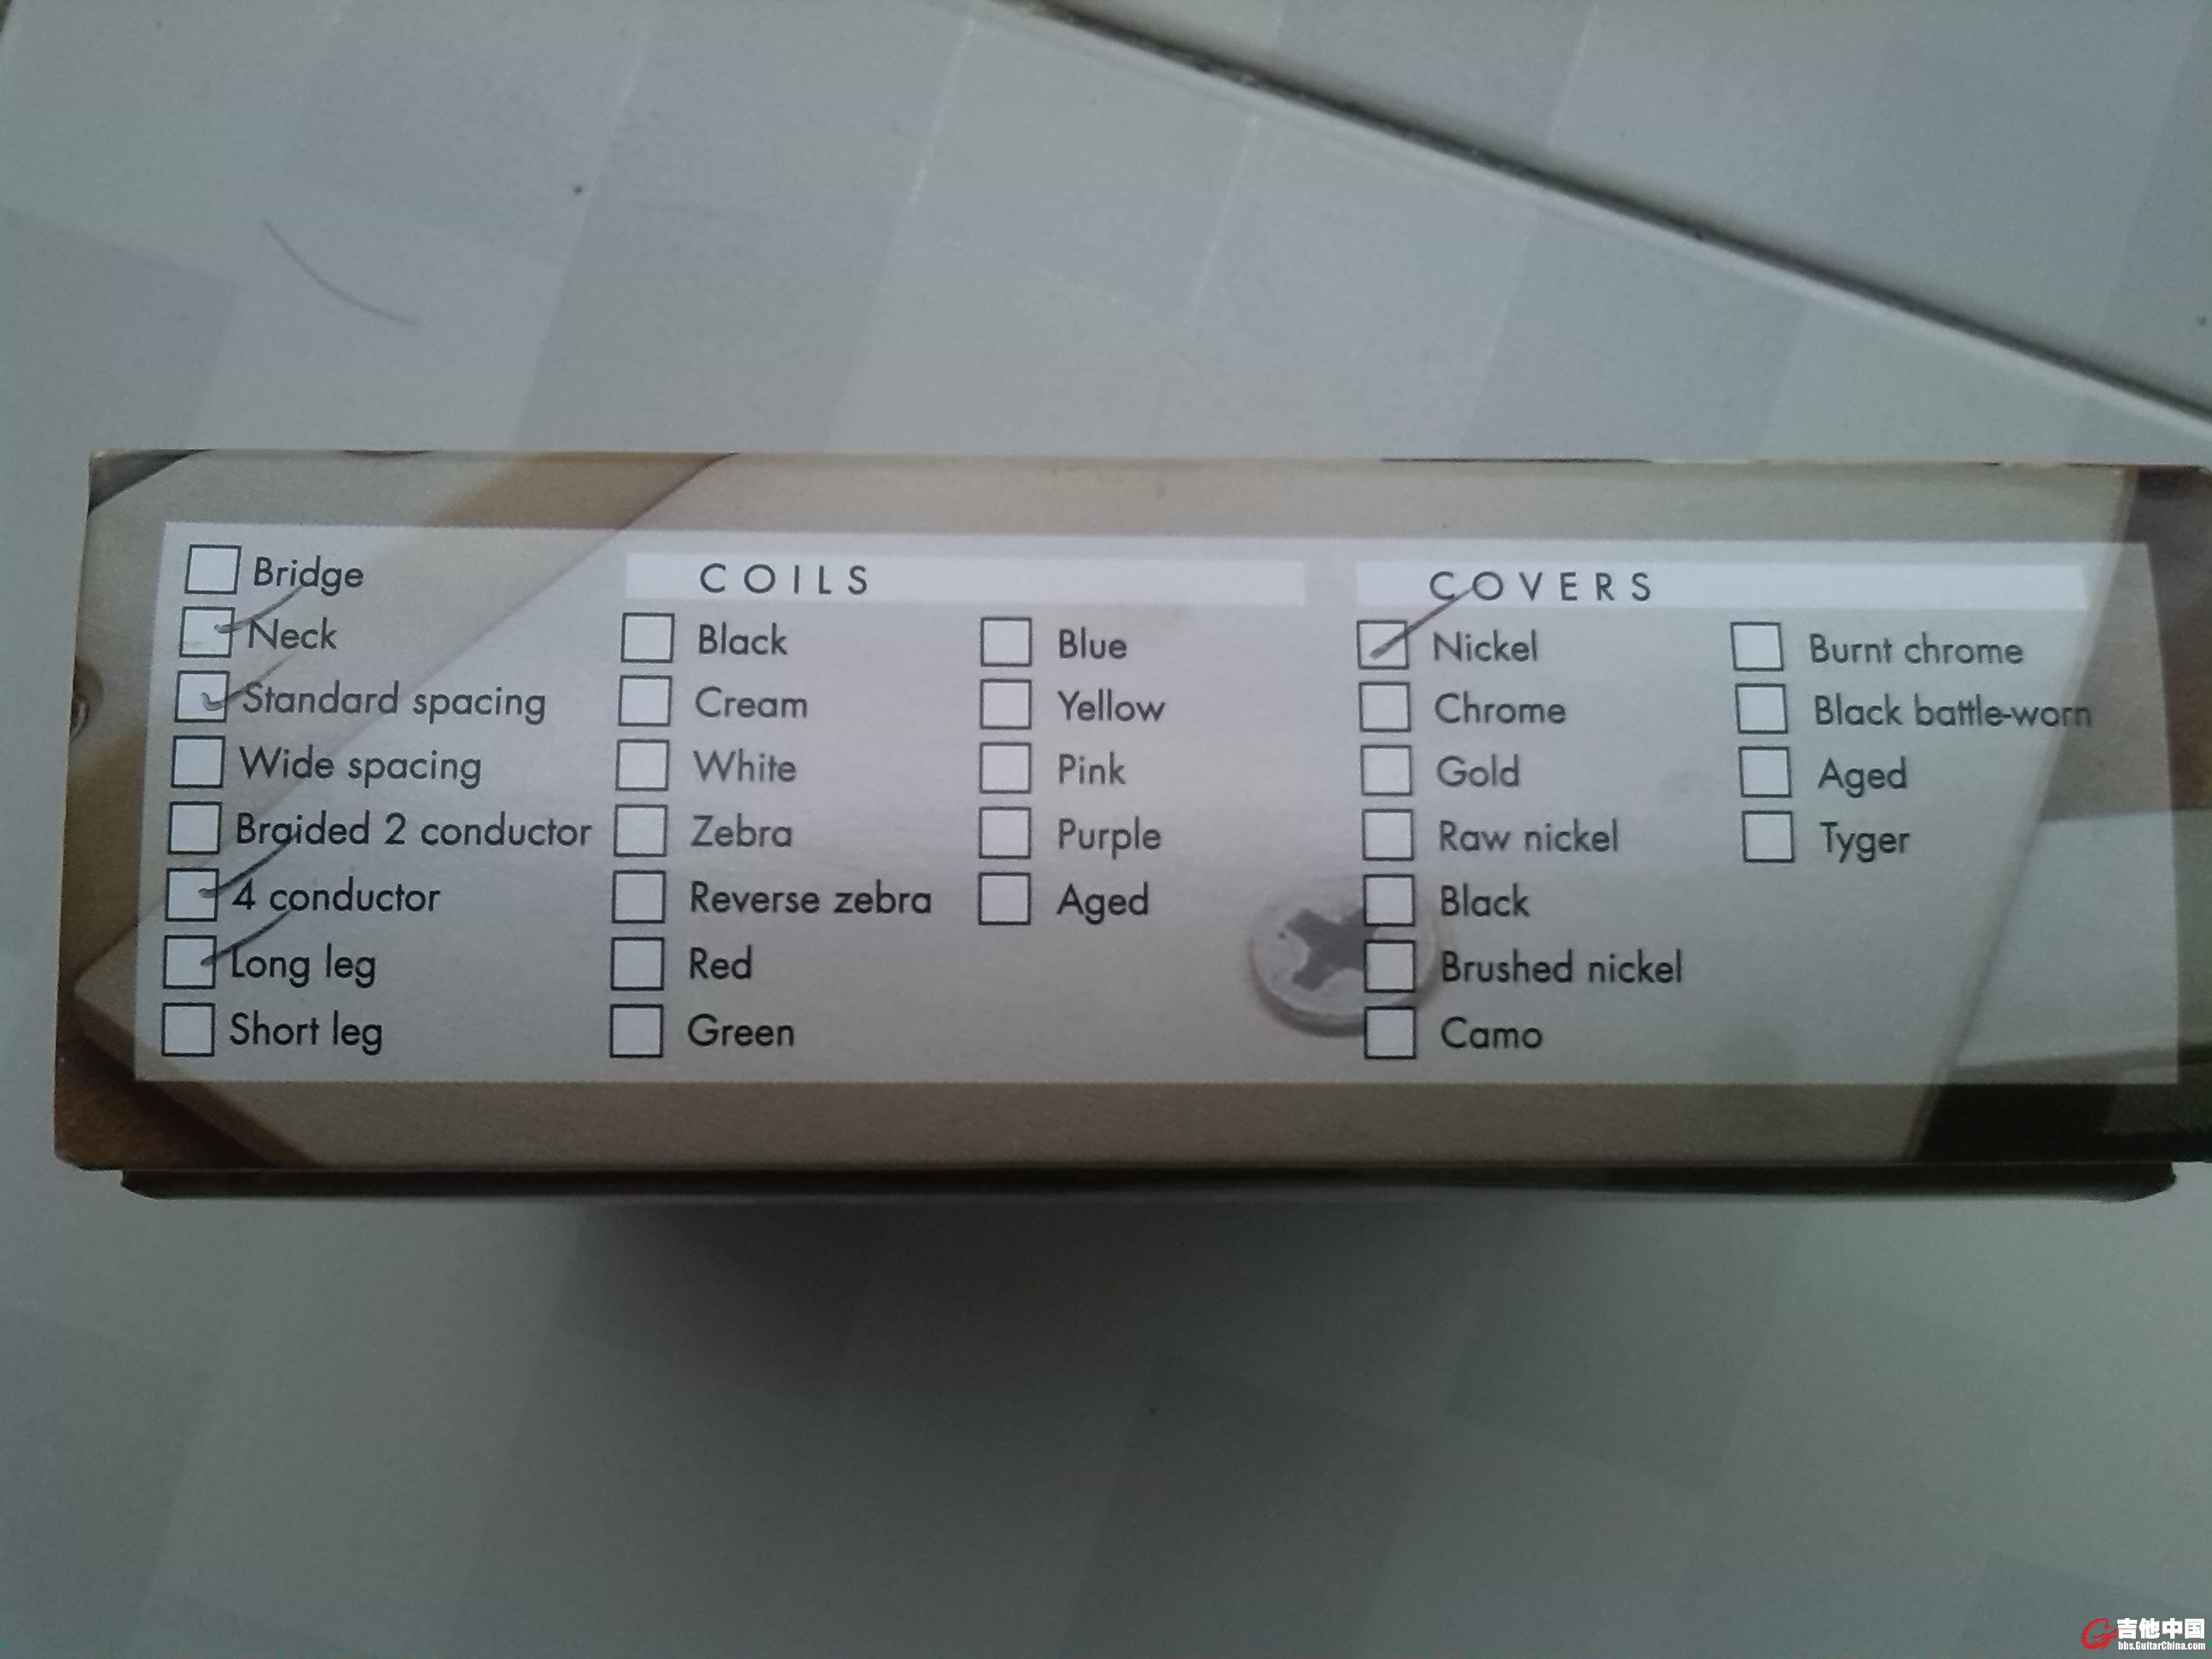 Bridge
Neck
Standard spacing
Wide spacing
Braided 2 conductor
4 conductor
Long leg
Short leg
COILS
Black
Cream
White
Zebra
Reverse zebra
Red
Green
Blue
Yellow
Pink
Purple
Aged
COVERS
Nickel
Chrome
Gold
Raw nickel
Black
Brushed nickel
Camo
Burnt chrome
Black battle-worn
Aged
Tyger
吉他中国
bbs.GuitarChina.com